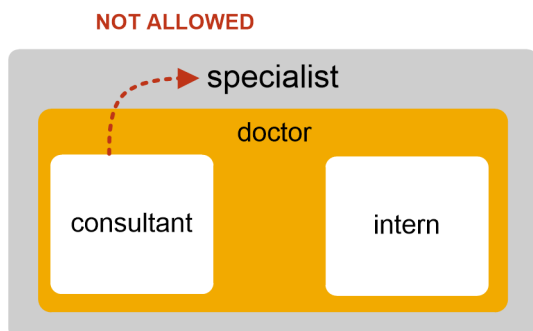 NOT ALLOWED
specialist
doctor
consultant
intern